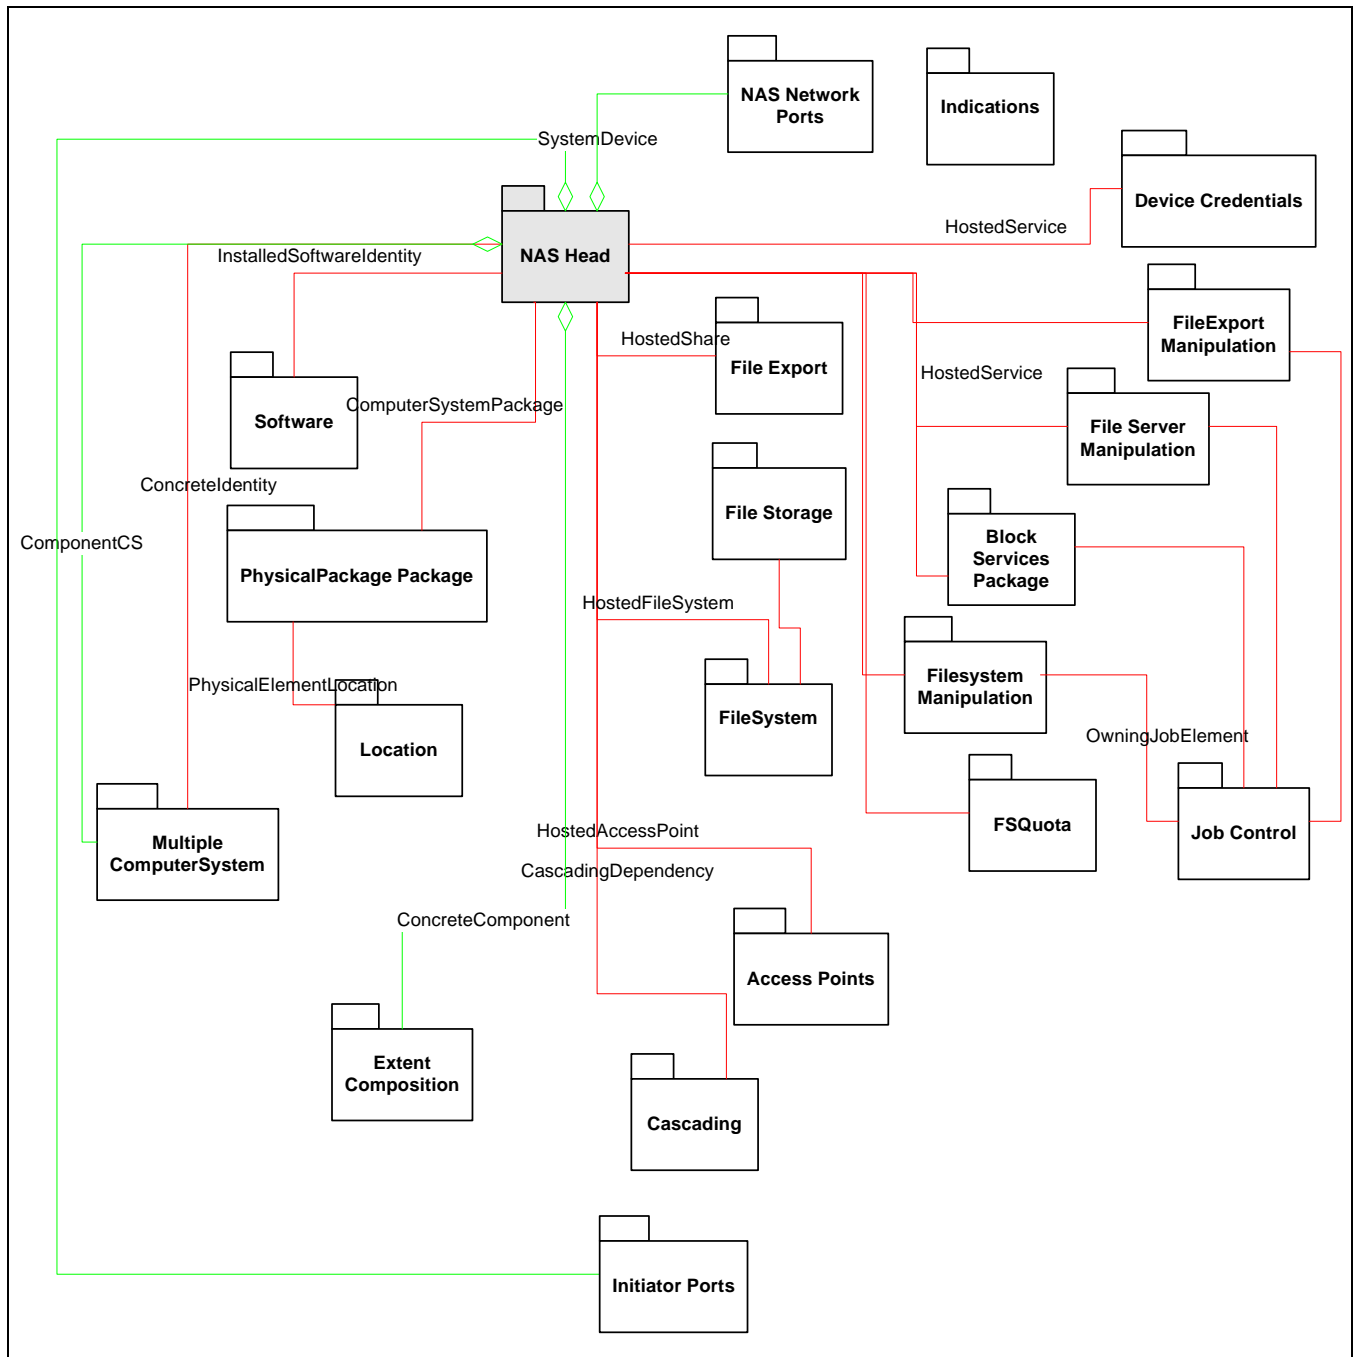 NAS Network
Ports
Indications
SystemDevice
Device Credentials
HostedService
InstalledSoftwareIdentity
NAS Head
FileExport
Manipulation
HostedShare
File Export
HostedService
ComputerSystemPackage
Software
File Server
Manipulation
ConcreteIdentity
File Storage
ComponentCS
Block
Services
Package
PhysicalPackage Package
HostedFileSystem
PhysicalElementLocation
Filesystem
Manipulation
FileSystem
Location
OwningJobElement
HostedAccessPoint
FSQuota
Job Control
Multiple
ComputerSystem
CascadingDependency
ConcreteComponent
Access Points
Extent
Composition
Cascading
Initiator Ports